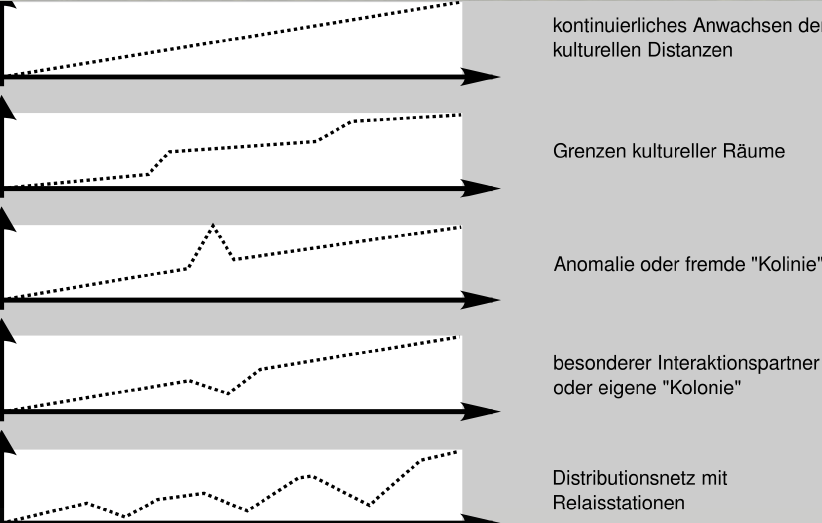 kontinuierliches Anwachsen der
kulturellen Distanzen
Grenzen kultureller Räume
Anomalie oder fremde "Kolinie"
besonderer Interaktionspartner
oder eigene "Kolonie"
Distributionsnetz mit
Relaisstationen